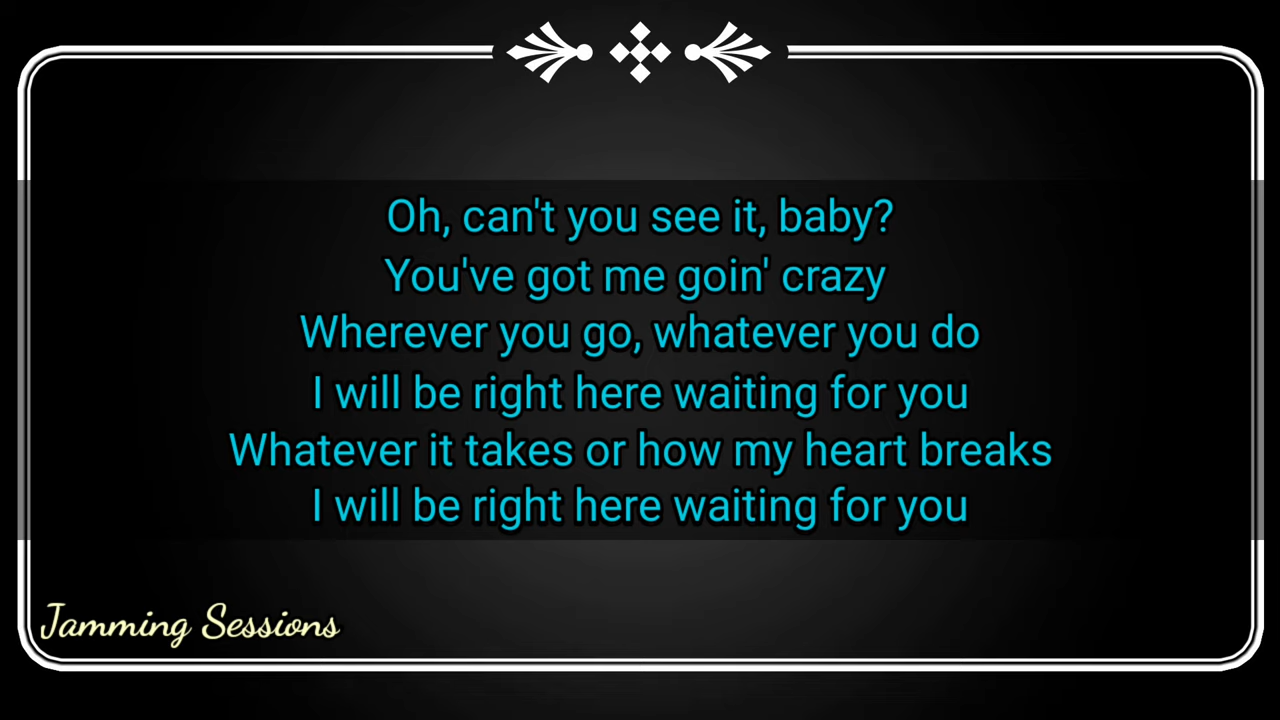 Oh, can't you see it, baby?
You've got me goin' crazy
Wherever you go, whatever you do
I will be right here waiting for you
Whatever it takes or how my heart breaks
I will be right here waiting for you
Jamming Sessions